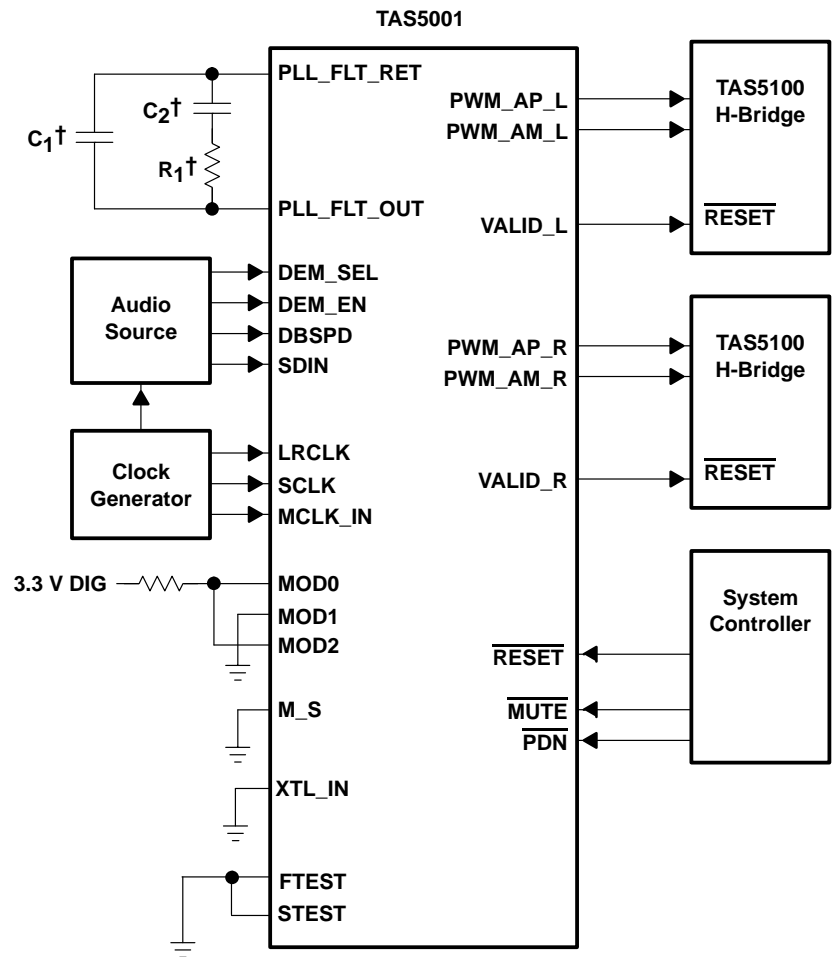 TAS5001
PLL_FLT_RET
C2†
C1†
R1†
PLL_FLT_OUT
Audio
Source
DEM_SEL
DEM_EN
DBSPD
SDIN
Clock
Generator
LRCLK
SCLK
MCLK_IN
3.3 V DIG
MOD0
MOD1
MOD2
M_S
XTL_IN
FTEST
STEST
PWM_AP_L
PWM_AM_L
VALID_L
TAS5100
H-Bridge
RESET
PWM_AP_R
PWM_AM_R
VALID_R
TAS5100
H-Bridge
RESET
RESET
MUTE
PDN
System
Controller